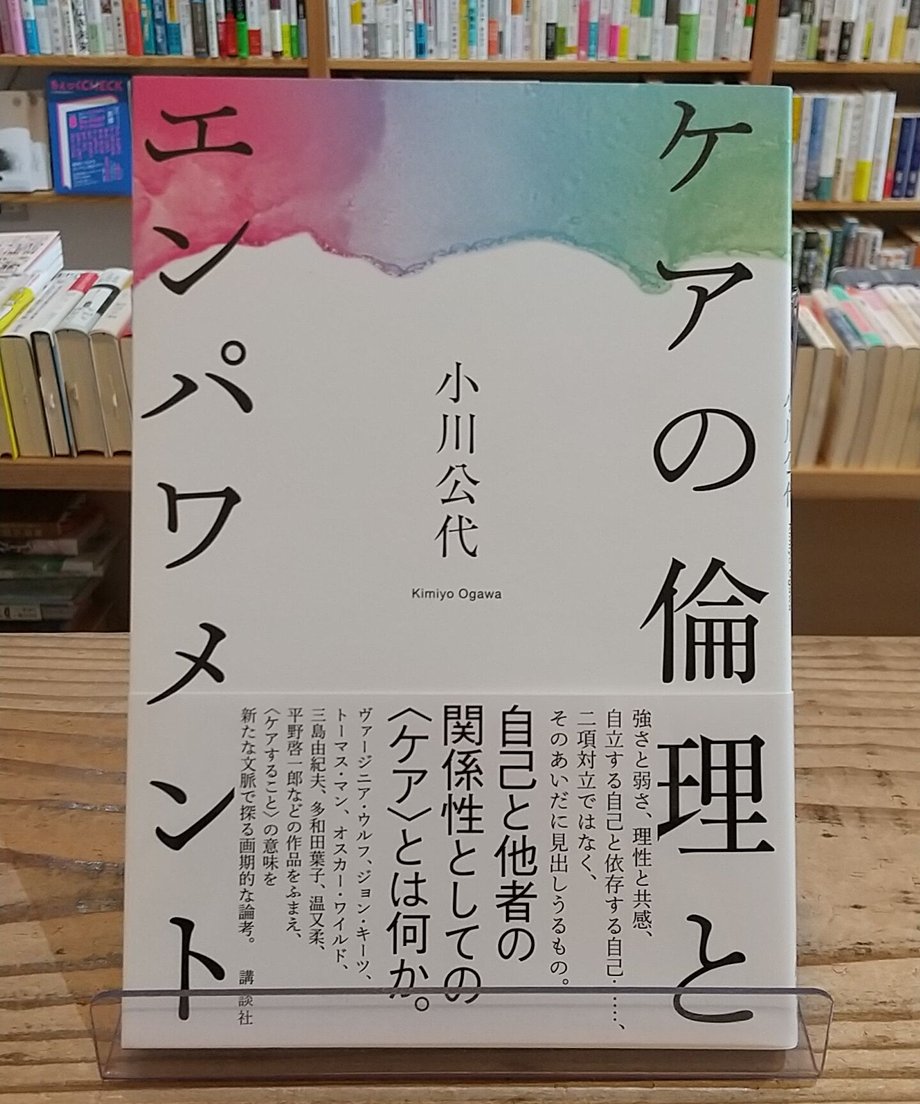 ケアの倫理と
エンパワメント
小川公代
Kimiyo Ogawa
強さと弱さ、理性と共感、
自立する自己と依存する自己……、
二項対立ではなく、
そのあいだに見出しうるもの。
自己と他者の
関係性としての
〈ケア〉とは何か。
ヴァージニア・ウルフ、ジョン・キーツ、
トーマス・マン、オスカー・ワイルド、
三島由紀夫、多和田葉子、温又柔、
平野啓一郎などの作品をふまえ、
〈ケアすること〉の意味を
新たな文脈で探る画期的な論考。
講談社